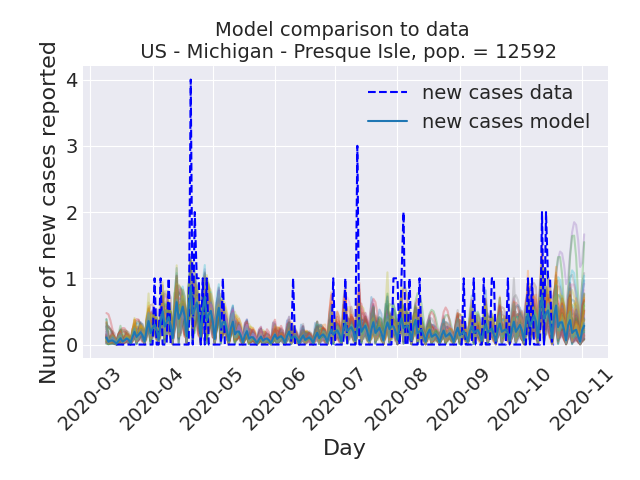 Model comparison to data
US - Michigan - Presque Isle, pop. = 12592
Number of new cases reported
4
3
2
1
0
new cases data
new cases model
2020-03
2020-04
2020-05
2020-06
2020-07
2020-08
2020-09
2020-10
2020-11
Day